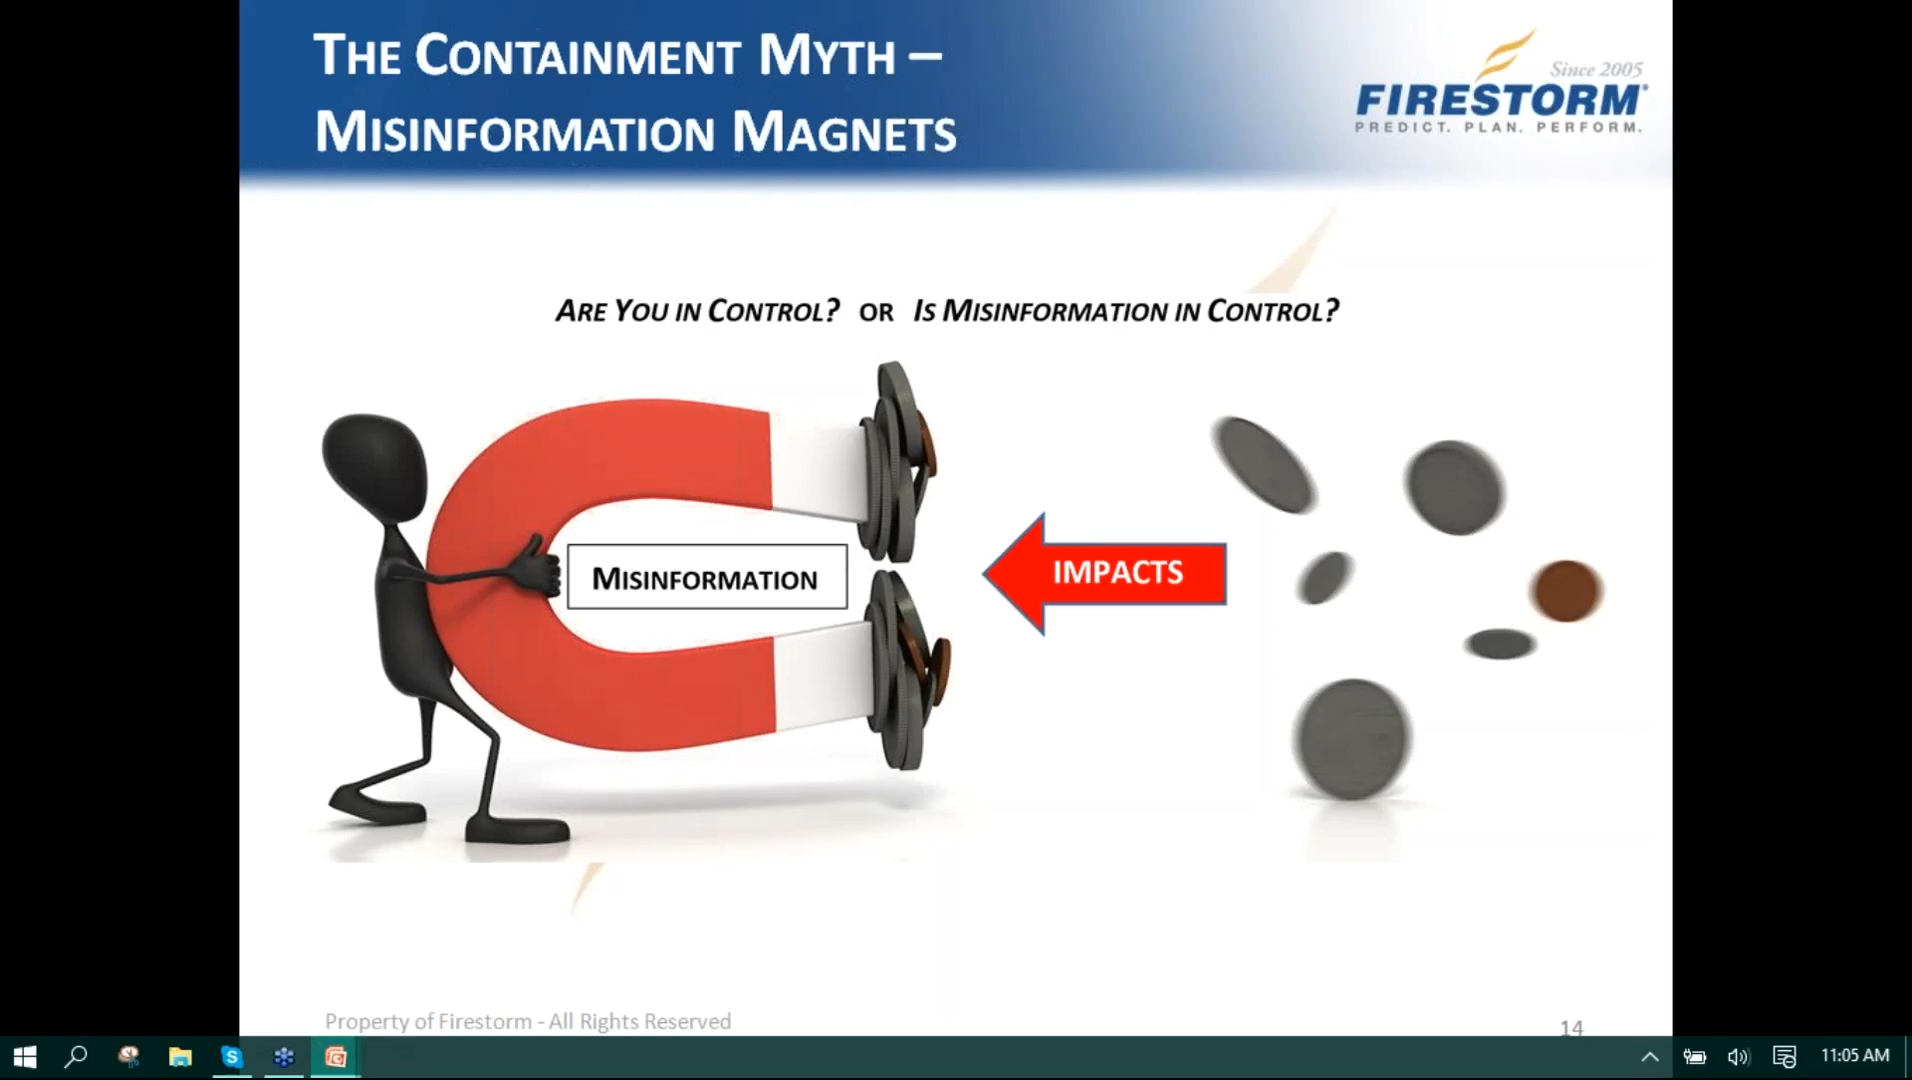 THE CONTAINMENT MYTH –
MISINFORMATION MAGNETS
Since 2005
FIRESTORM®
PREDICT. PLAN. PERFORM.
ARE YOU IN CONTROL? OR IS MISINFORMATION IN CONTROL?
MISINFORMATION
IMPACTS
Property of Firestorm - All Rights Reserved
14
11:05 AM